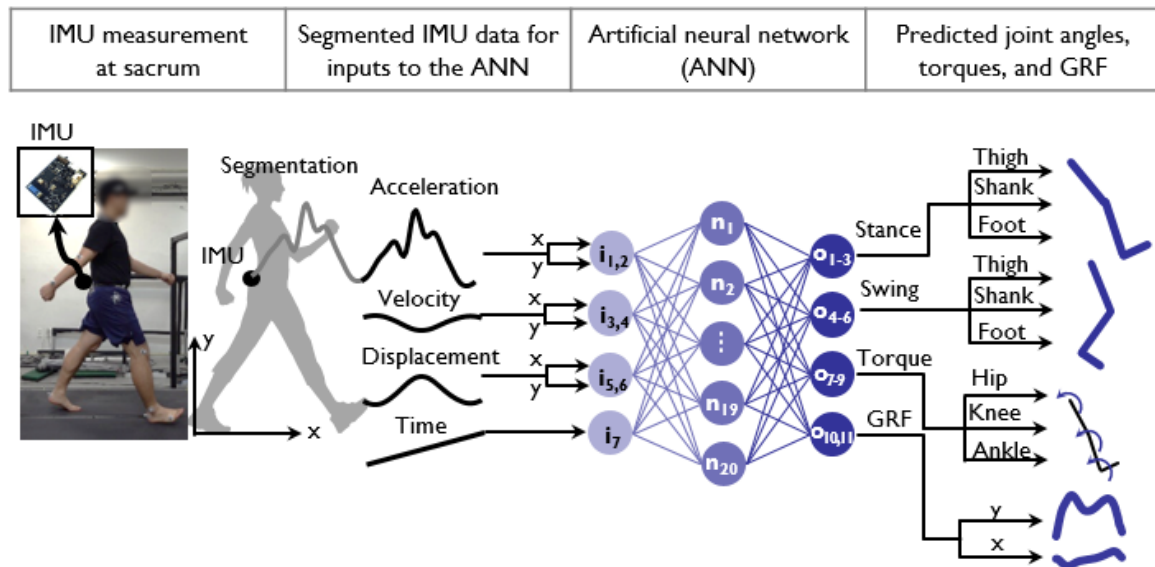 IMU measurement
at sacrum
Segmented IMU data for
inputs to the ANN
Artificial neural network
(ANN)
Predicted joint angles,
torques, and GRF
IMU
Segmentation
IMU
y
x
Acceleration
x
y
Velocity
x
y
Displacement
x
y
Time
i1,2
i3,4
i5,6
i7
n1
n2
⋮
n19
n20
o1-3
o4-6
o7-9
o10,11
Stance
Thigh
Shank
Foot
Swing
Thigh
Shank
Foot
Torque
Hip
Knee
Ankle
GRF
y
x